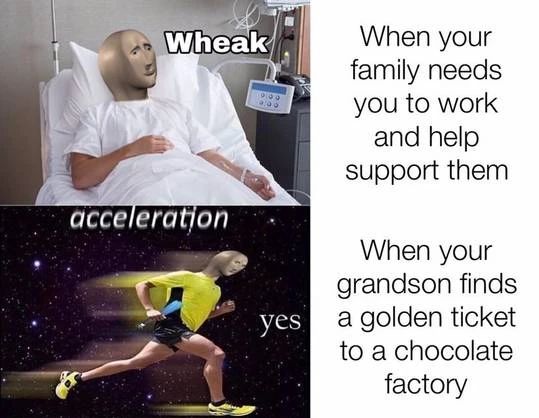 Wheak
When your
family needs
you to work
and help
support them
acceleration
yes
When your
grandson finds
a golden ticket
to a chocolate
factory